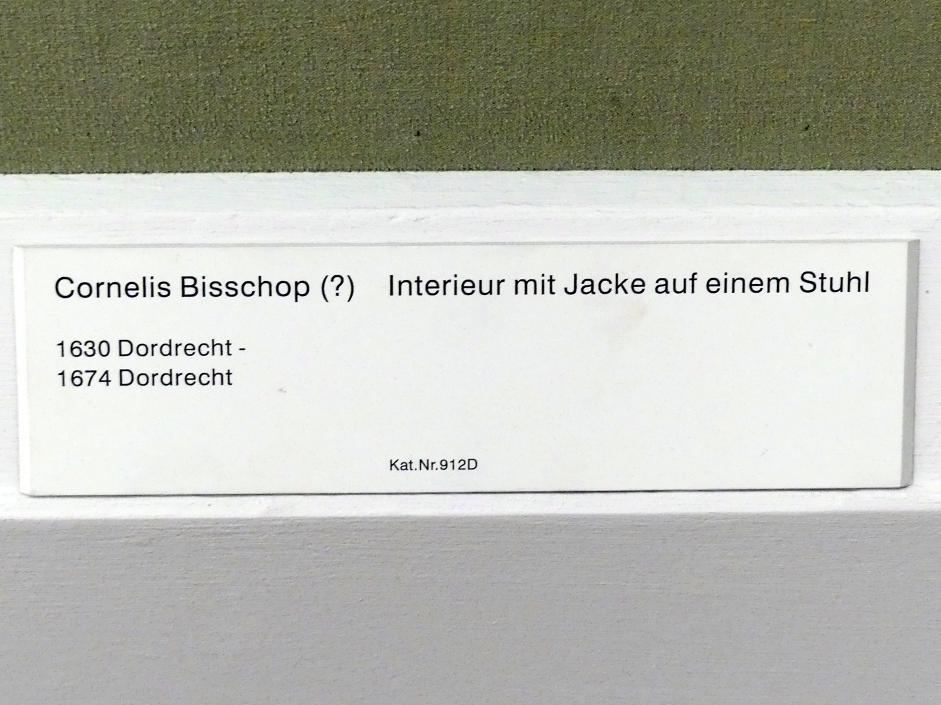 Cornelis Bisschop (?) Interieur mit Jacke auf einem Stuhl
1630 Dordrecht -
1674 Dordrecht
Kat.Nr.912D